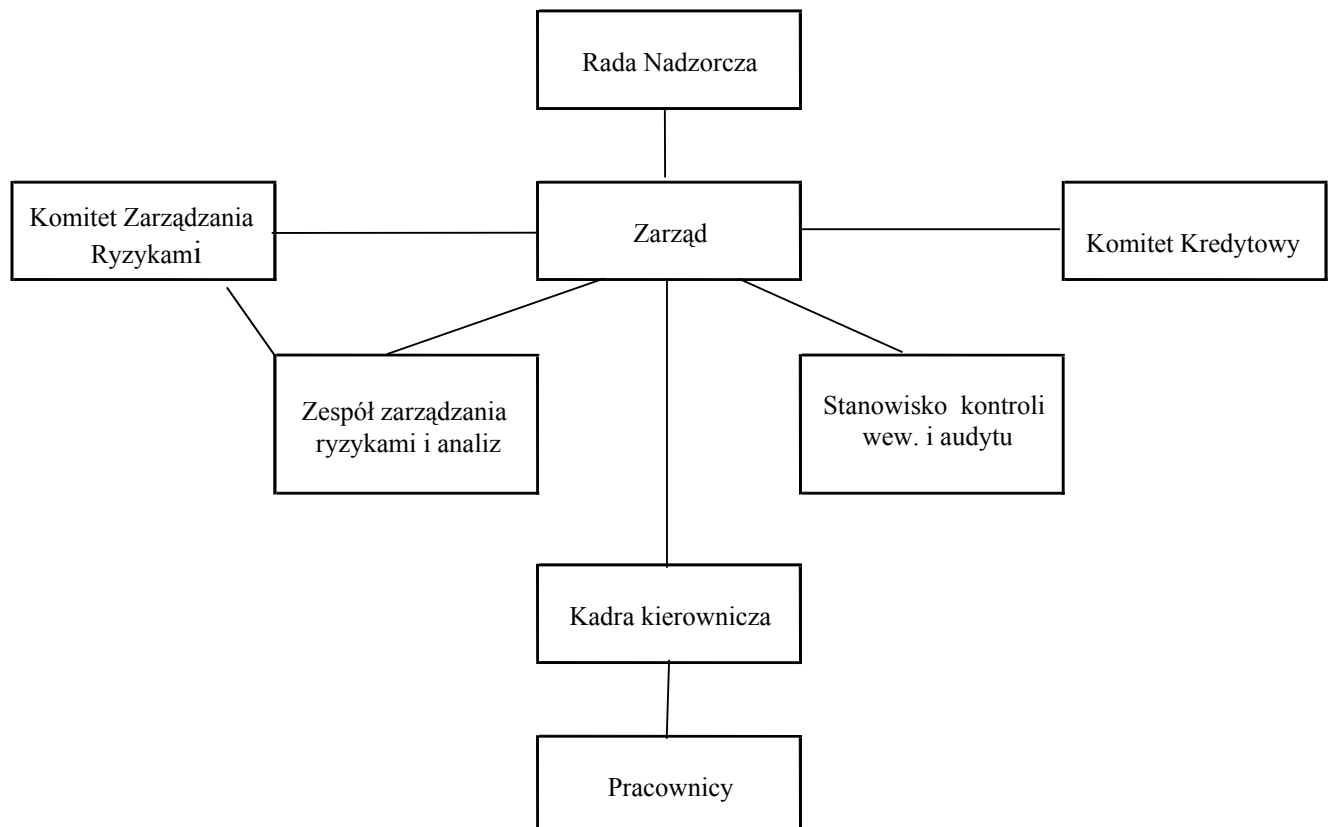 Rada Nadzorcza
Komitet Zarządzania
Ryzykami
Zarząd
Komitet Kredytowy
Zespół zarządzania
ryzykami i analiz
Stanowisko kontroli
wew. i audytu
Kadra kierownicza
Pracownicy